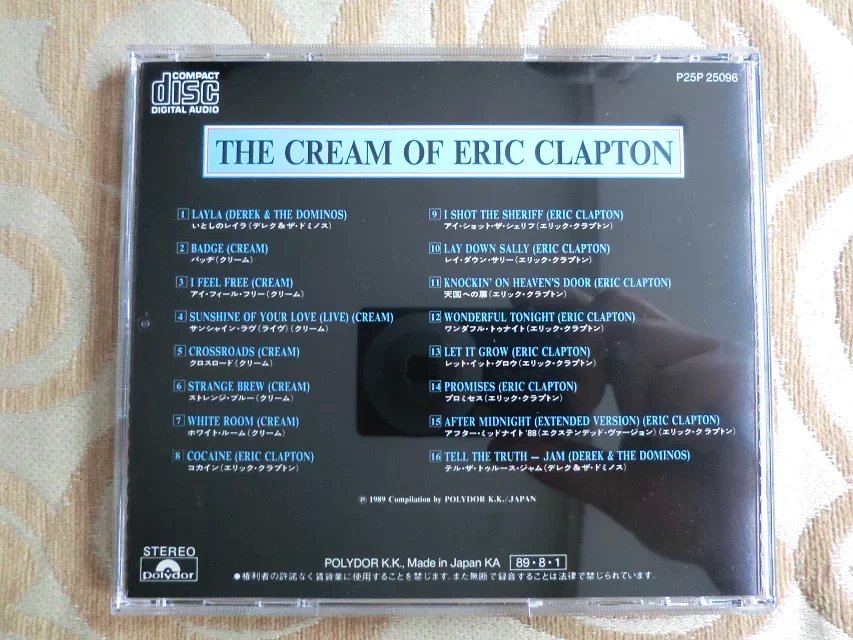 COMPACT
disc
DIGITAL AUDIO
P25P 25096
THE CREAM OF ERIC CLAPTON
1 LAYLA (DEREK & THE DOMINOS)
いとしのレイラ(デレク&ザ・ドミノス)
2 BADGE (CREAM)
バッヂ(クリーム)
3 I FEEL FREE (CREAM)
アイ・フィール・フリー(クリーム)
4 SUNSHINE OF YOUR LOVE (LIVE) (CREAM)
サンシャイン・ラヴ(ライヴ)(クリーム)
5 CROSSROADS (CREAM)
クロスロード(クリーム)
6 STRANGE BREW (CREAM)
ストレンジ・ブルー(クリーム)
7 WHITE ROOM (CREAM)
ホワイト・ルーム(クリーム)
8 COCAINE (ERIC CLAPTON)
コカイン(エリック・クラプトン)
9 I SHOT THE SHERIFF (ERIC CLAPTON)
アイ・ショット・ザ・シェリフ(エリック・クラプトン)
10 LAY DOWN SALLY (ERIC CLAPTON)
レイ・ダウン・サリー(エリック・クラプトン)
11 KNOCKIN' ON HEAVEN'S DOOR (ERIC CLAPTON)
天国への扉(エリック・クラプトン)
12 WONDERFUL TONIGHT (ERIC CLAPTON)
ワンダフル・トゥナイト(エリック・クラプトン)
13 LET IT GROW (ERIC CLAPTON)
レット・イット・グロウ(エリック・クラプトン)
14 PROMISES (ERIC CLAPTON)
プロミセス(エリック・クラプトン)
15 AFTER MIDNIGHT (EXTENDED VERSION) (ERIC CLAPTON)
アフター・ミッドナイト'88(エクステンデッド・ヴァージョン)(エリック・クラプトン)
16 TELL THE TRUTH — JAM (DEREK & THE DOMINOS)
テル・ザ・トゥルース・ジャム(デレク&ザ・ドミノス)
℗ 1989 Compilation by POLYDOR K.K./JAPAN
STEREO
Polydor
POLYDOR K.K., Made in Japan KA 89・8・1
●権利者の許諾なく賃貸業に使用することを禁じます。また無断で録音することは法律で禁じられています。